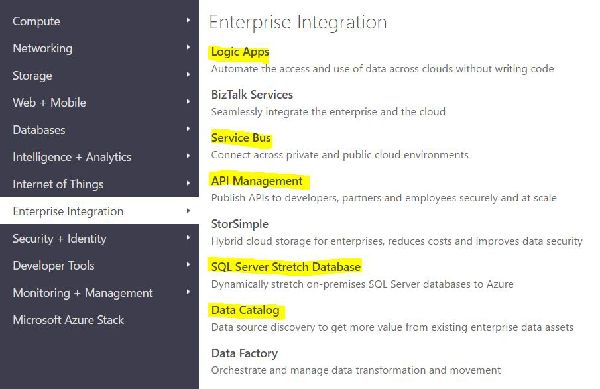 Compute
Networking
Storage
Web + Mobile
Databases
Intelligence + Analytics
Internet of Things
Enterprise Integration
Security + Identity
Developer Tools
Monitoring + Management
Microsoft Azure Stack
Enterprise Integration
Logic Apps
Automate the access and use of data across clouds without writing code
BizTalk Services
Seamlessly integrate the enterprise and the cloud
Service Bus
Connect across private and public cloud environments
API Management
Publish APIs to developers, partners and employees securely and at scale
StorSimple
Hybrid cloud storage for enterprises, reduces costs and improves data security
SQL Server Stretch Database
Dynamically stretch on-premises SQL Server databases to Azure
Data Catalog
Data source discovery to get more value from existing enterprise data assets
Data Factory
Orchestrate and manage data transformation and movement